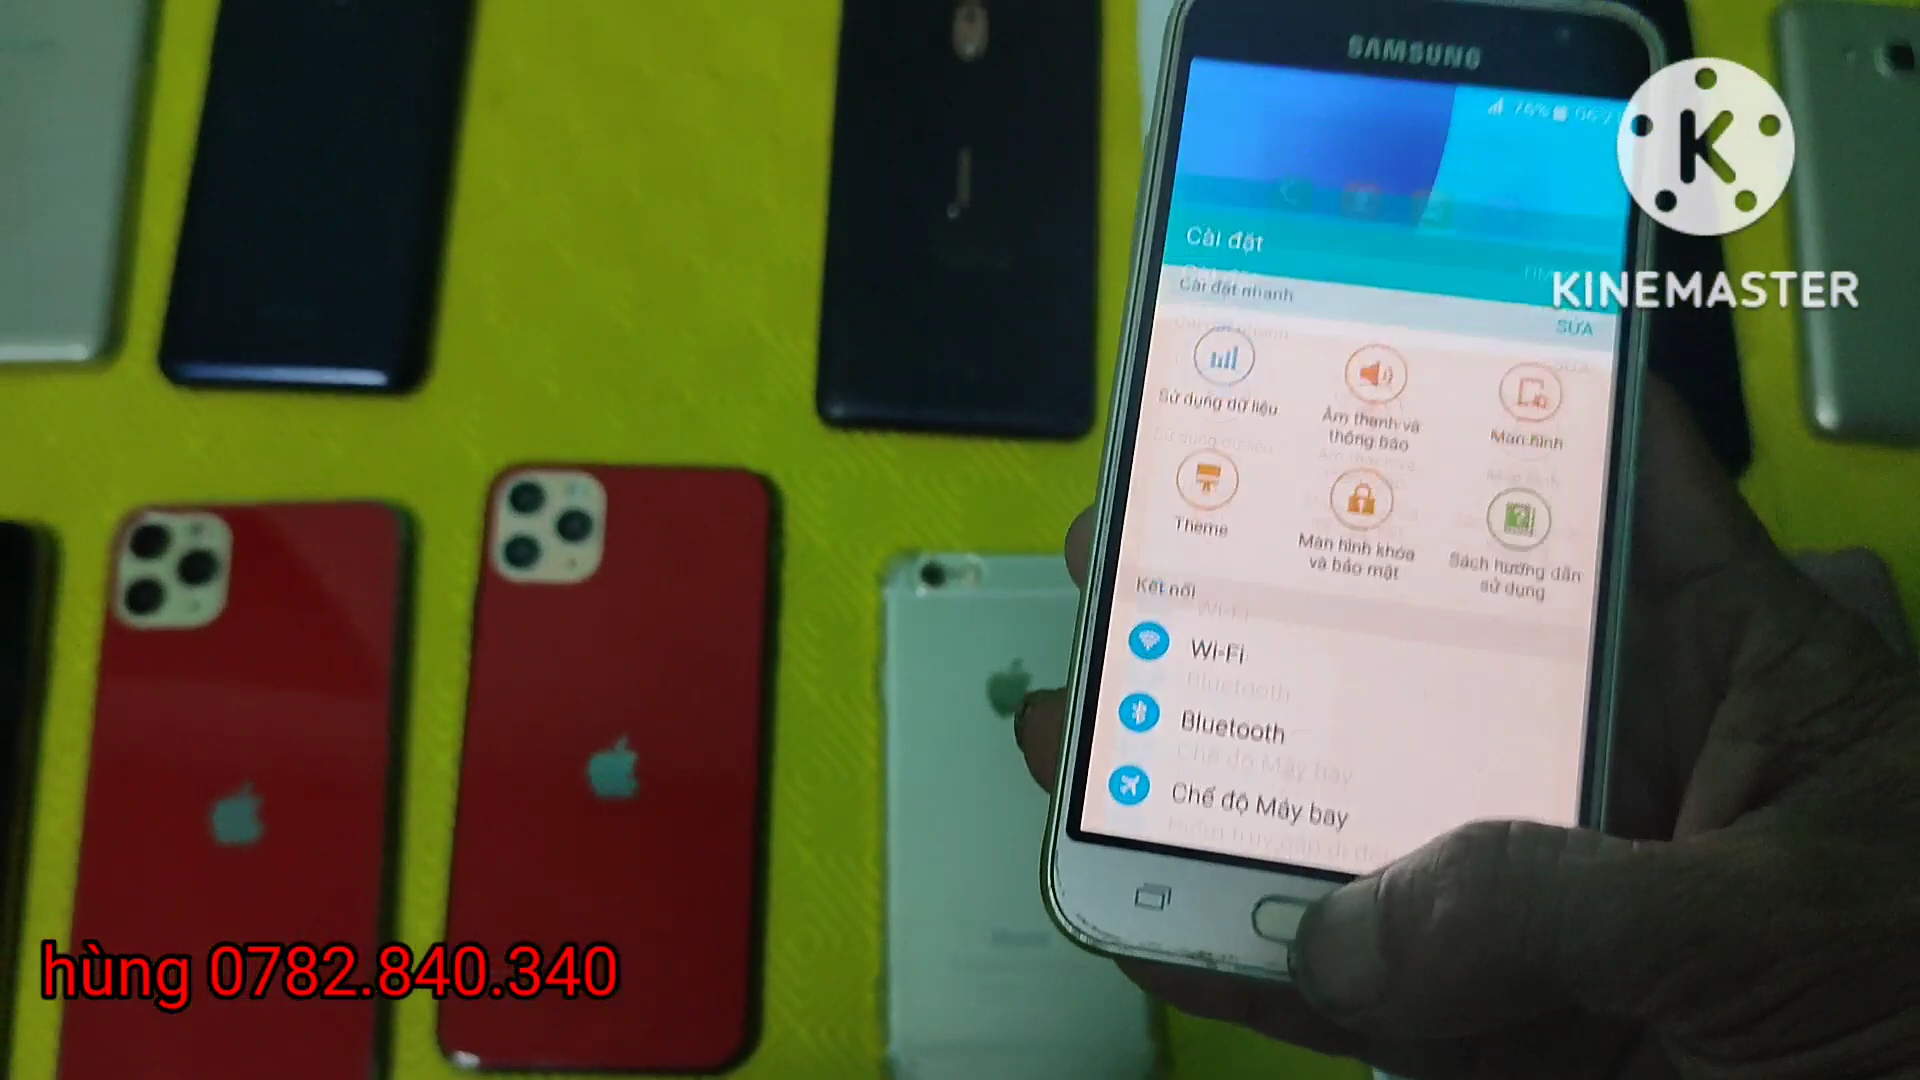 SAMSUNG
76%
K
KINEMASTER
Cài đặt
Cài đặt nhanh
SỬA
Sử dụng dữ liệu
Âm thanh và
thông báo
Màn hình
Theme
Màn hình khóa
và bảo mật
Sách hướng dẫn
sử dụng
Kết nối
Wi-Fi
Bluetooth
Chế độ Máy bay
hùng 0782.840.340